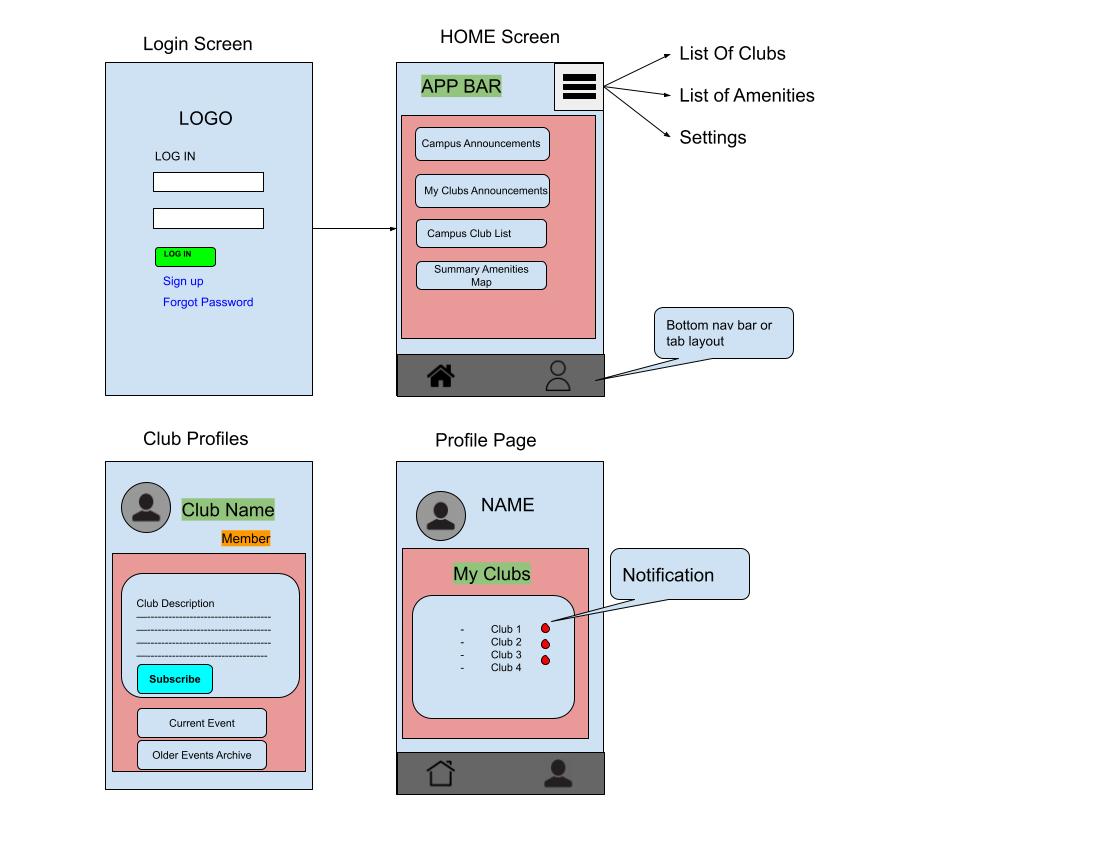 Login Screen
LOGO
LOG IN
LOG IN
Sign up
Forgot Password
HOME Screen
APP BAR
Campus Announcements
My Clubs Announcements
Campus Club List
Summary Amenities
Map
List Of Clubs
List of Amenities
Settings
Bottom nav bar or
tab layout
Club Profiles
Club Name
Member
Club Description
Subscribe
Current Event
Older Events Archive
Profile Page
NAME
My Clubs
- Club 1
- Club 2
- Club 3
- Club 4
Notification